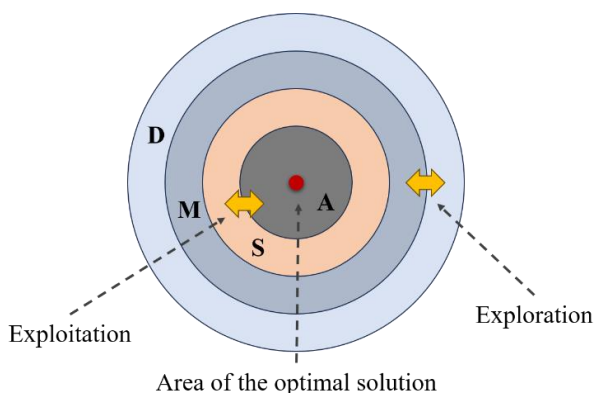 D
A
M
S
Exploitation
Exploration
Area of the optimal solution